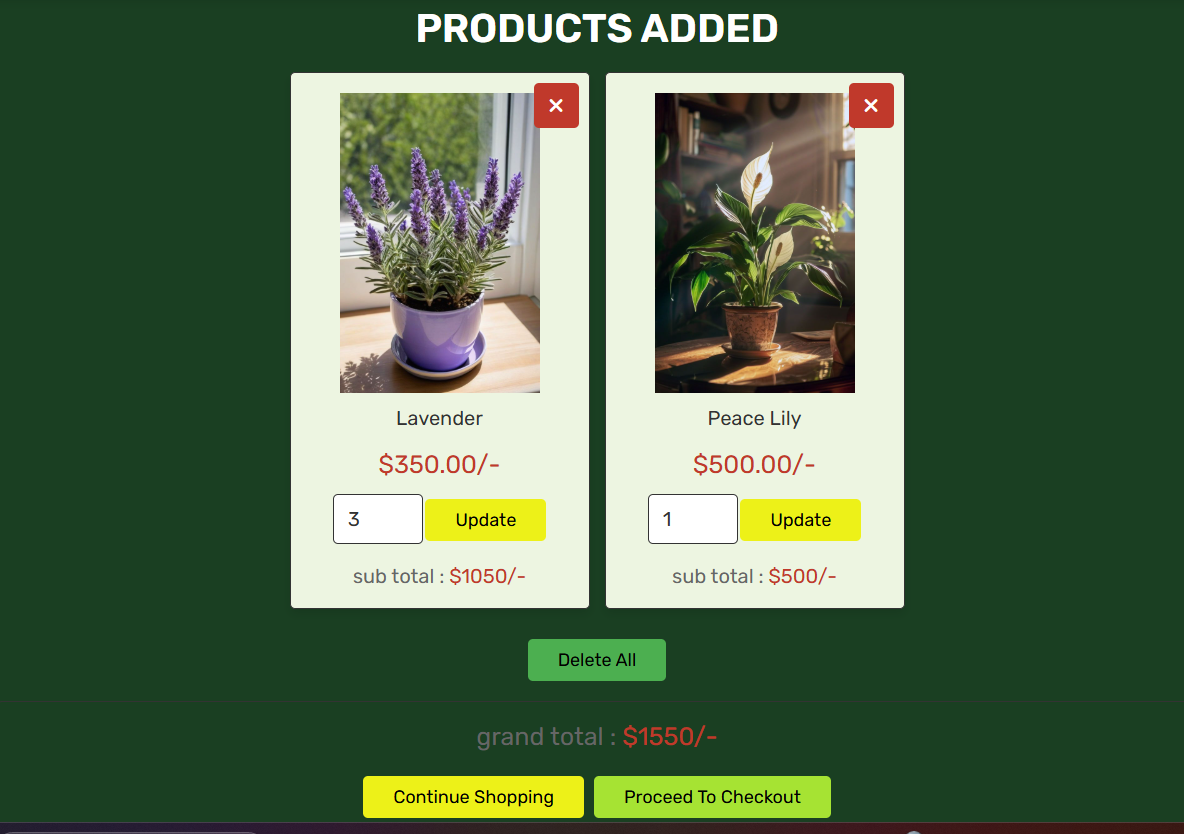 PRODUCTS ADDED
Lavender
$350.00/-
3
Update
sub total : $1050/-
Peace Lily
$500.00/-
1
Update
sub total : $500/-
Delete All
grand total : $1550/-
Continue Shopping
Proceed To Checkout